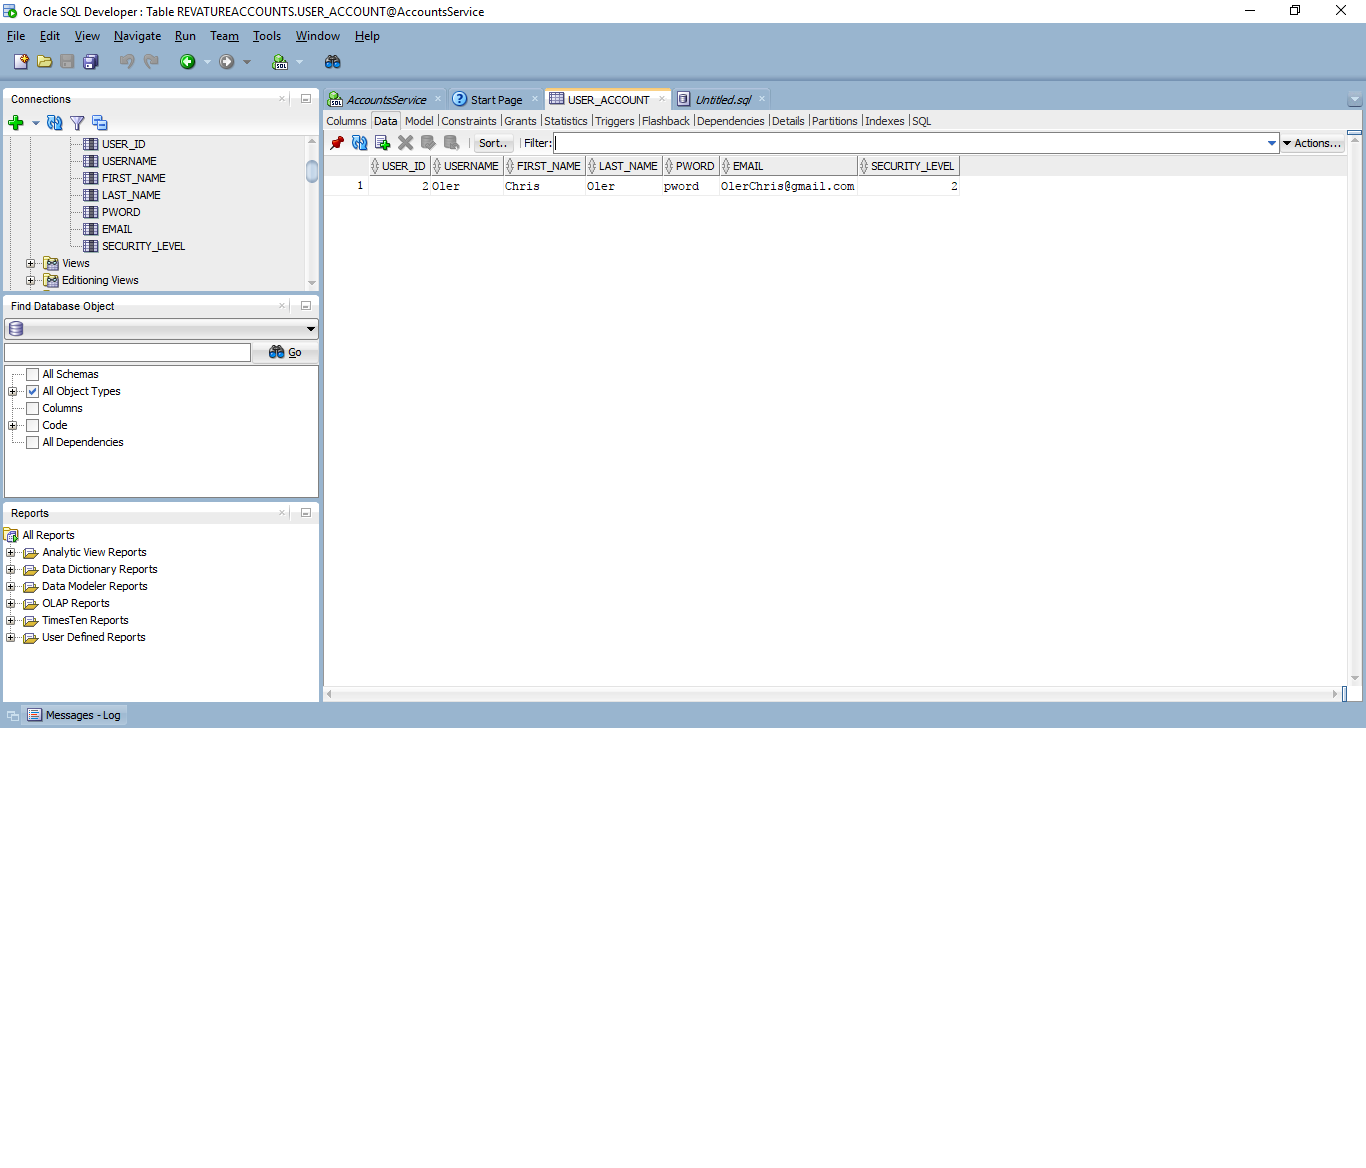 Oracle SQL Developer : Table REVATUREACCOUNTS.USER_ACCOUNT@AccountsService
File Edit View Navigate Run Team Tools Window Help
Connections
USER_ID
USERNAME
FIRST_NAME
LAST_NAME
PWORD
EMAIL
SECURITY_LEVEL
Views
Editioning Views
Find Database Object
Go
All Schemas
All Object Types
Columns
Code
All Dependencies
Reports
All Reports
Analytic View Reports
Data Dictionary Reports
Data Modeler Reports
OLAP Reports
TimesTen Reports
User Defined Reports
AccountsService Start Page USER_ACCOUNT Untitled.sql
Columns Data Model Constraints Grants Statistics Triggers Flashback Dependencies Details Partitions Indexes SQL
Sort.. Filter: Actions...
USER_ID USERNAME FIRST_NAME LAST_NAME PWORD EMAIL SECURITY_LEVEL
1 2 Oler Chris Oler pword OlerChris@gmail.com 2
Messages - Log